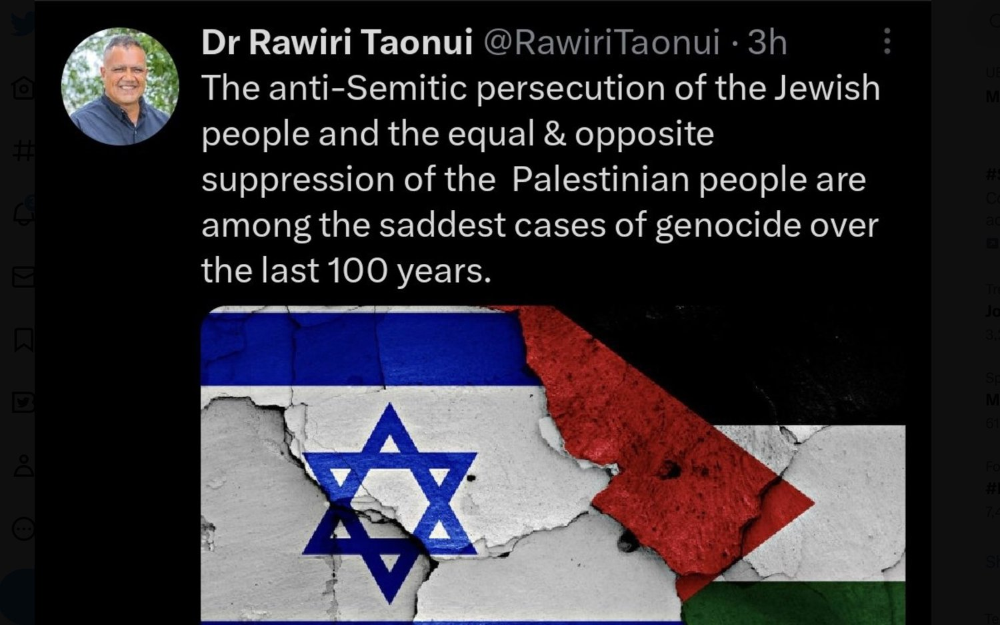 Dr Rawiri Taonui @RawiriTaonui · 3h
The anti-Semitic persecution of the Jewish
people and the equal & opposite
suppression of the  Palestinian people are
among the saddest cases of genocide over
the last 100 years.